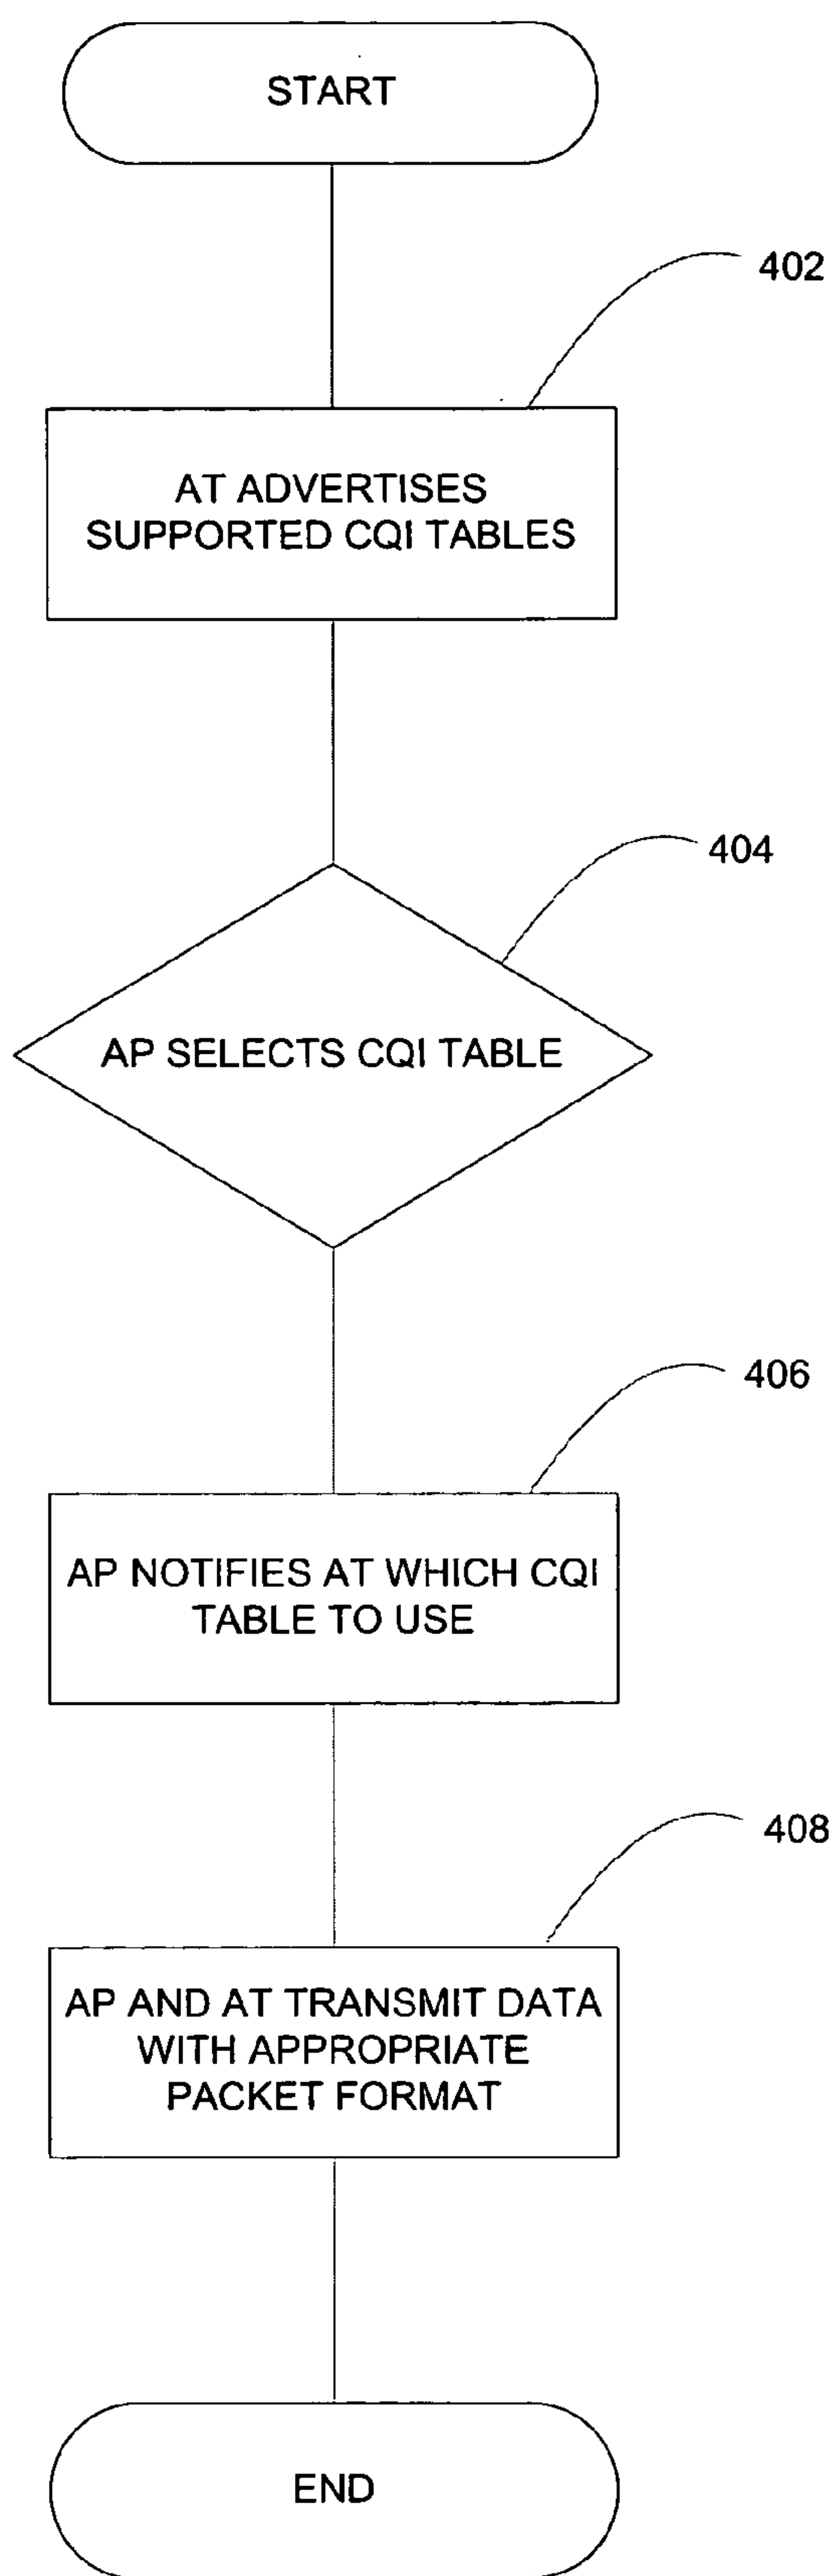 START
402
AT ADVERTISES
SUPPORTED CQI TABLES
404
AP SELECTS CQI TABLE
406
AP NOTIFIES AT WHICH CQI
TABLE TO USE
408
AP AND AT TRANSMIT DATA
WITH APPROPRIATE
PACKET FORMAT
END